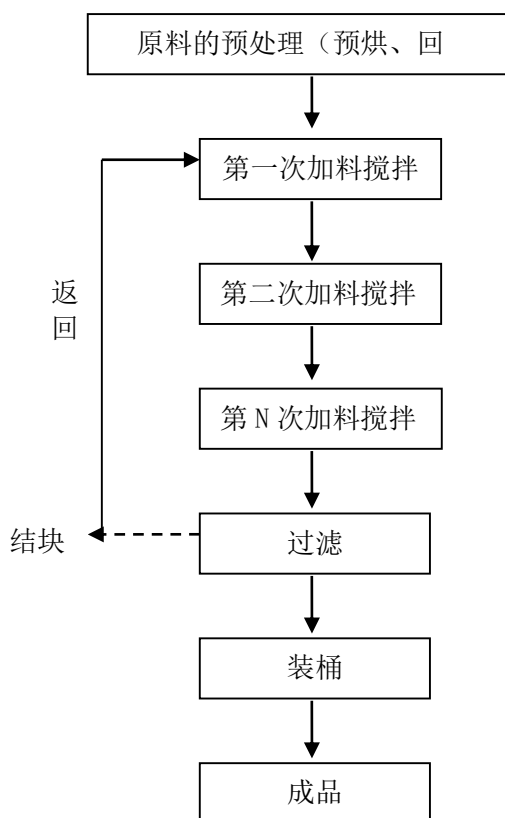 原料的预处理（预烘、回
第一次加料搅拌
第二次加料搅拌
返
回
第 N 次加料搅拌
结块
过滤
装桶
成品